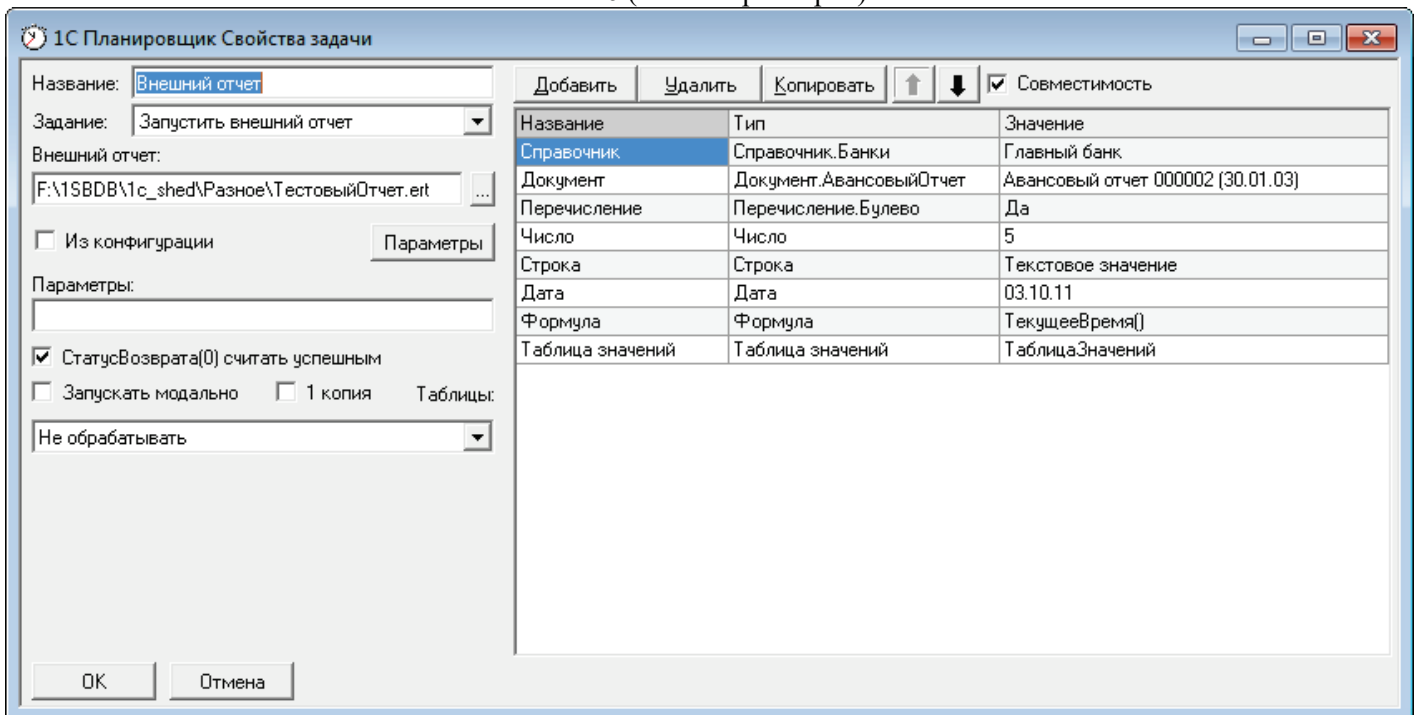 1С Планировщик Свойства задачи
Название: Внешний отчет
Задание: Запустить внешний отчет
Внешний отчет:
F:\1SBDB\1c_shed\Разное\ТестовыйОтчет.ert ...
Из конфигурации Параметры
Параметры:
СтатусВозврата(0) считать успешным
Запускать модально 1 копия Таблицы:
Не обрабатывать
Добавить Удалить Копировать Совместимость
Название Тип Значение
Справочник Справочник.Банки Главный банк
Документ Документ.АвансовыйОтчет Авансовый отчет 000002 (30.01.03)
Перечисление Перечисление.Булево Да
Число Число 5
Строка Строка Текстовое значение
Дата Дата 03.10.11
Формула Формула ТекущееВремя()
Таблица значений Таблица значений ТаблицаЗначений
OK Отмена